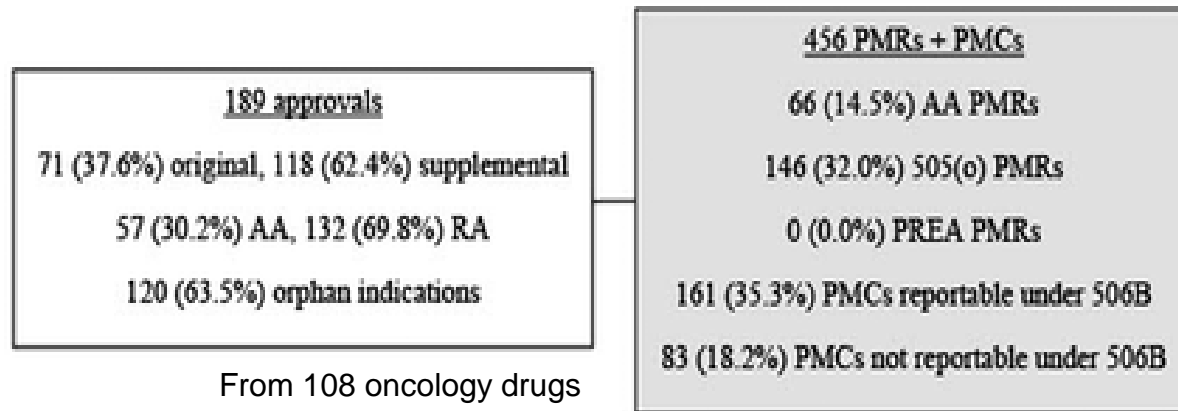 189 approvals
71 (37.6%) original, 118 (62.4%) supplemental
57 (30.2%) AA, 132 (69.8%) RA
120 (63.5%) orphan indications
From 108 oncology drugs
456 PMRs + PMCs
66 (14.5%) AA PMRs
146 (32.0%) 505(o) PMRs
0 (0.0%) PREA PMRs
161 (35.3%) PMCs reportable under 506B
83 (18.2%) PMCs not reportable under 506B